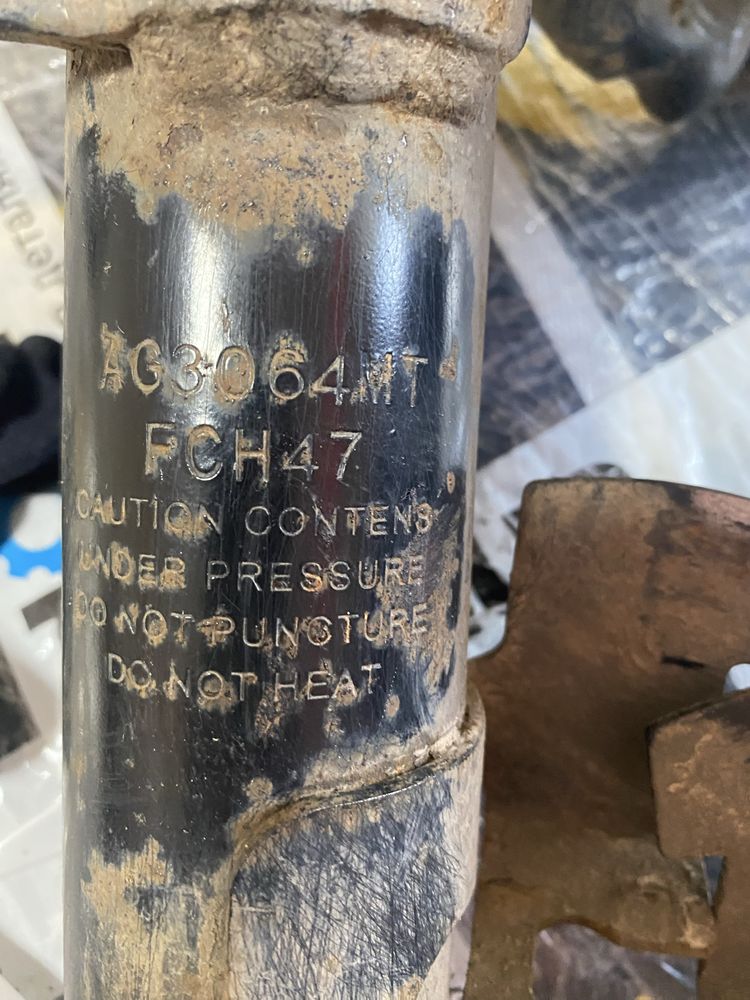 AG3064MT
FCH47
CAUTION CONTENS
UNDER PRESSURE
DO NOT PUNCTURE
DO NOT HEAT